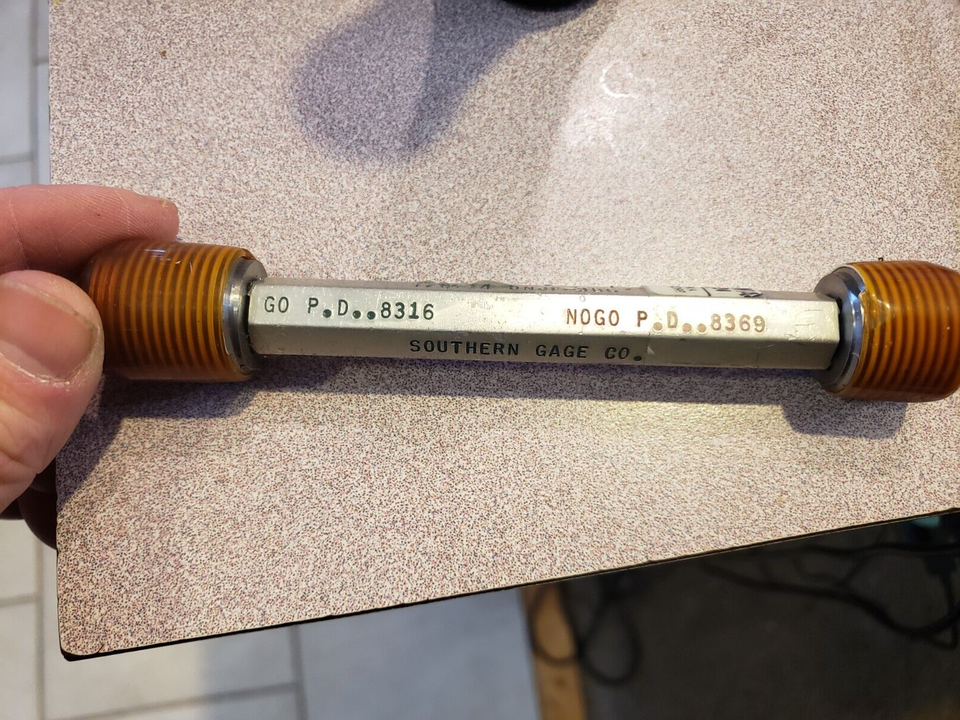 GO P.D..8316 NOGO P.D..8369
SOUTHERN GAGE CO.